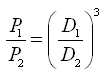 P₁/P₂ = (D₁/D₂)³